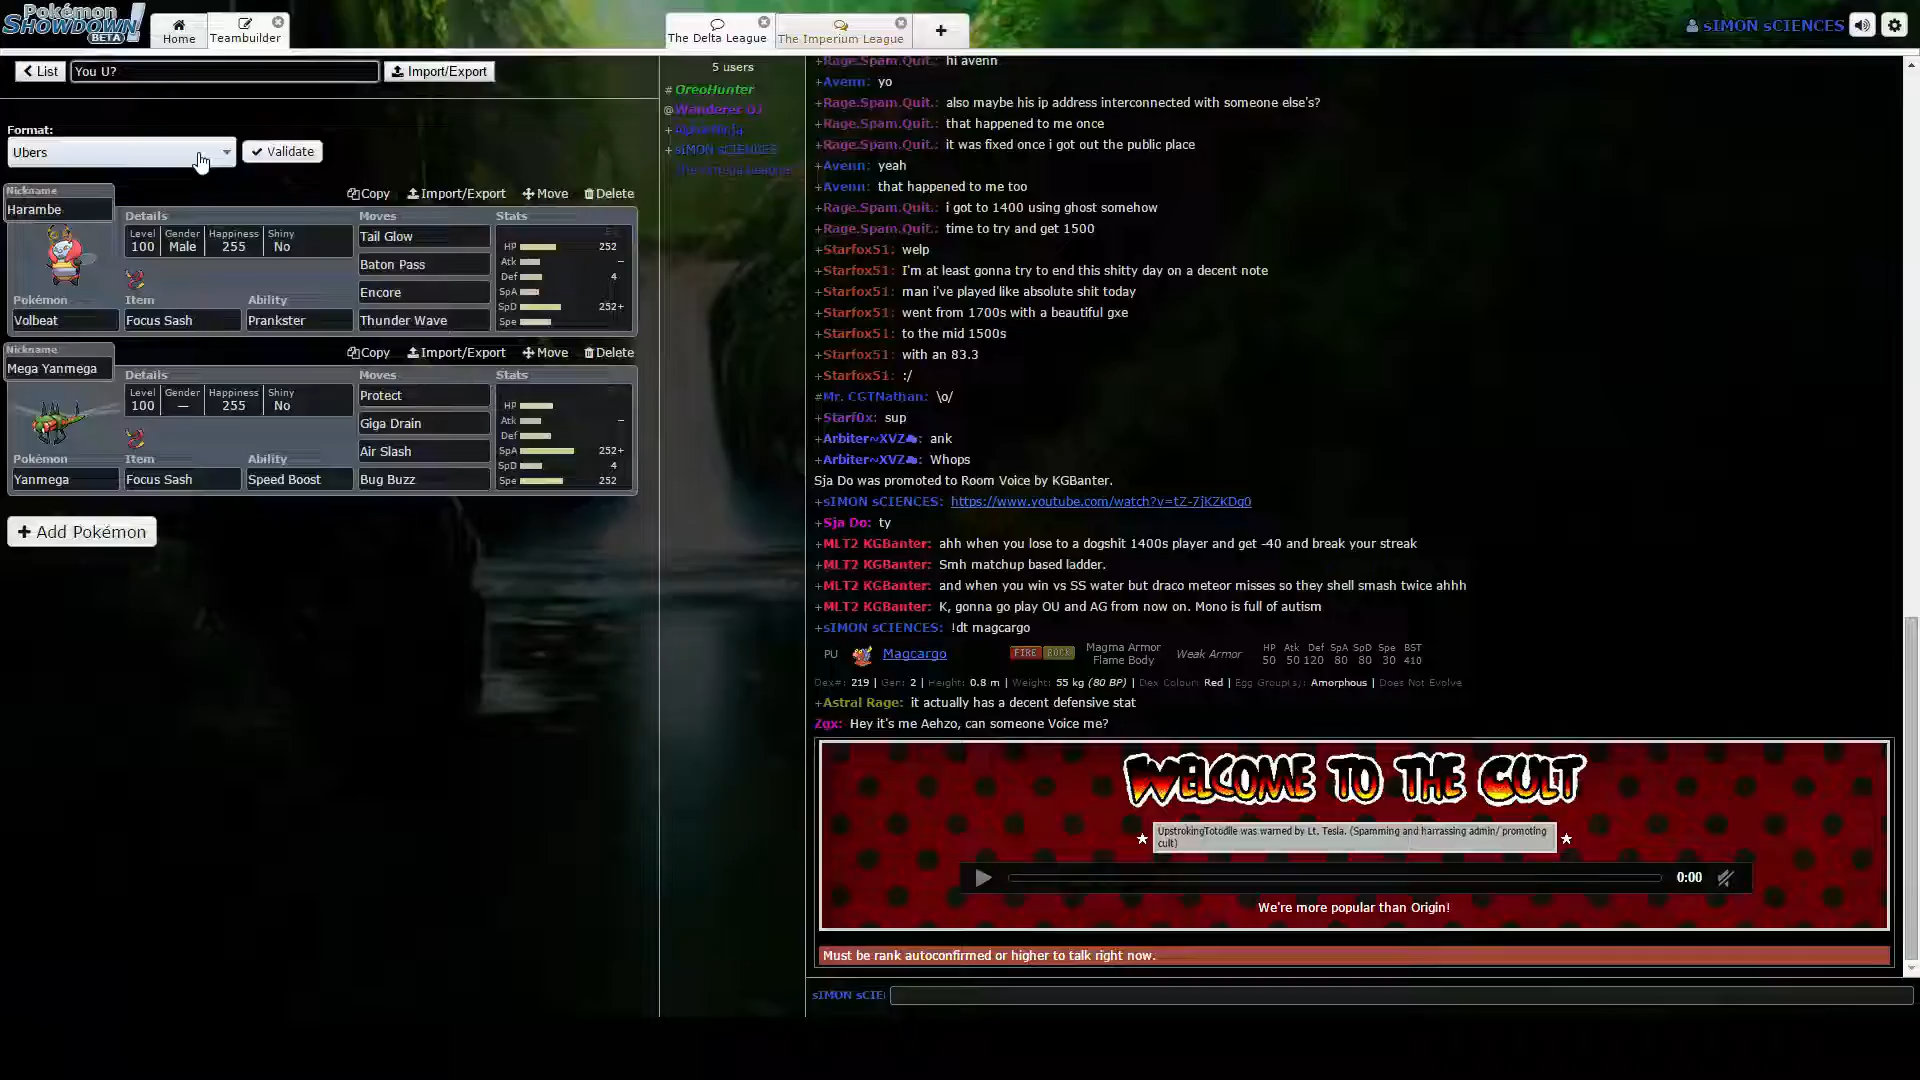 Pokémon
SHOWDOWN!
BETA
Home
Teambuilder
The Delta League
The Imperium League
+
sIMON sCIENCES
List
You U?
Import/Export
Format:
Ubers
Validate
Nickname
Harambe
Copy Import/Export Move Delete
Details
Level Gender Happiness Shiny
100 Male 255 No
Pokémon Item Ability
Volbeat Focus Sash Prankster
Moves
Tail Glow
Baton Pass
Encore
Thunder Wave
Stats
HP 252
Atk –
Def 4
SpA
SpD 252+
Spe
Nickname
Mega Yanmega
Copy Import/Export Move Delete
Details
Level Gender Happiness Shiny
100 — 255 No
Pokémon Item Ability
Yanmega Focus Sash Speed Boost
Moves
Protect
Giga Drain
Air Slash
Bug Buzz
Stats
HP
Atk –
Def
SpA 252+
SpD 4
Spe 252
+ Add Pokémon
5 users
# OreoHunter
@Wanderer OJ
+ AlphaNinja
+ sIMON sCIENCES
The Omega League
+Rage.Spam.Quit.: hi avenn
+Avenn: yo
+Rage.Spam.Quit.: also maybe his ip address interconnected with someone else's?
+Rage.Spam.Quit.: that happened to me once
+Rage.Spam.Quit.: it was fixed once i got out the public place
+Avenn: yeah
+Avenn: that happened to me too
+Rage.Spam.Quit.: i got to 1400 using ghost somehow
+Rage.Spam.Quit.: time to try and get 1500
+Starfox51: welp
+Starfox51: I'm at least gonna try to end this shitty day on a decent note
+Starfox51: man i've played like absolute shit today
+Starfox51: went from 1700s with a beautiful gxe
+Starfox51: to the mid 1500s
+Starfox51: with an 83.3
+Starfox51: :/
#Mr. CGTNathan: \o/
+Starf0x: sup
+Arbiter~XVZ☁: ank
+Arbiter~XVZ☁: Whops
Sja Do was promoted to Room Voice by KGBanter.
+sIMON sCIENCES: https://www.youtube.com/watch?v=tZ-7jKZKDg0
+Sja Do: ty
+MLT2 KGBanter: ahh when you lose to a dogshit 1400s player and get -40 and break your streak
+MLT2 KGBanter: Smh matchup based ladder.
+MLT2 KGBanter: and when you win vs SS water but draco meteor misses so they shell smash twice ahhh
+MLT2 KGBanter: K, gonna go play OU and AG from now on. Mono is full of autism
+sIMON sCIENCES: !dt magcargo
PU Magcargo FIRE ROCK Magma Armor Flame Body Weak Armor HP 50 Atk 50 Def 120 SpA 80 SpD 80 Spe 30 BST 410
Dex#: 219 | Gen: 2 | Height: 0.8 m | Weight: 55 kg (80 BP) | Dex Colour: Red | Egg Group(s): Amorphous | Does Not Evolve
+Astral Rage: it actually has a decent defensive stat
Zgx: Hey it's me Aehzo, can someone Voice me?
WELCOME TO THE CULT
UpstrokingTotodile was warned by Lt. Tesla. (Spamming and harrassing admin/ promoting
cult)
0:00
We're more popular than Origin!
Must be rank autoconfirmed or higher to talk right now.
sIMON sCIE